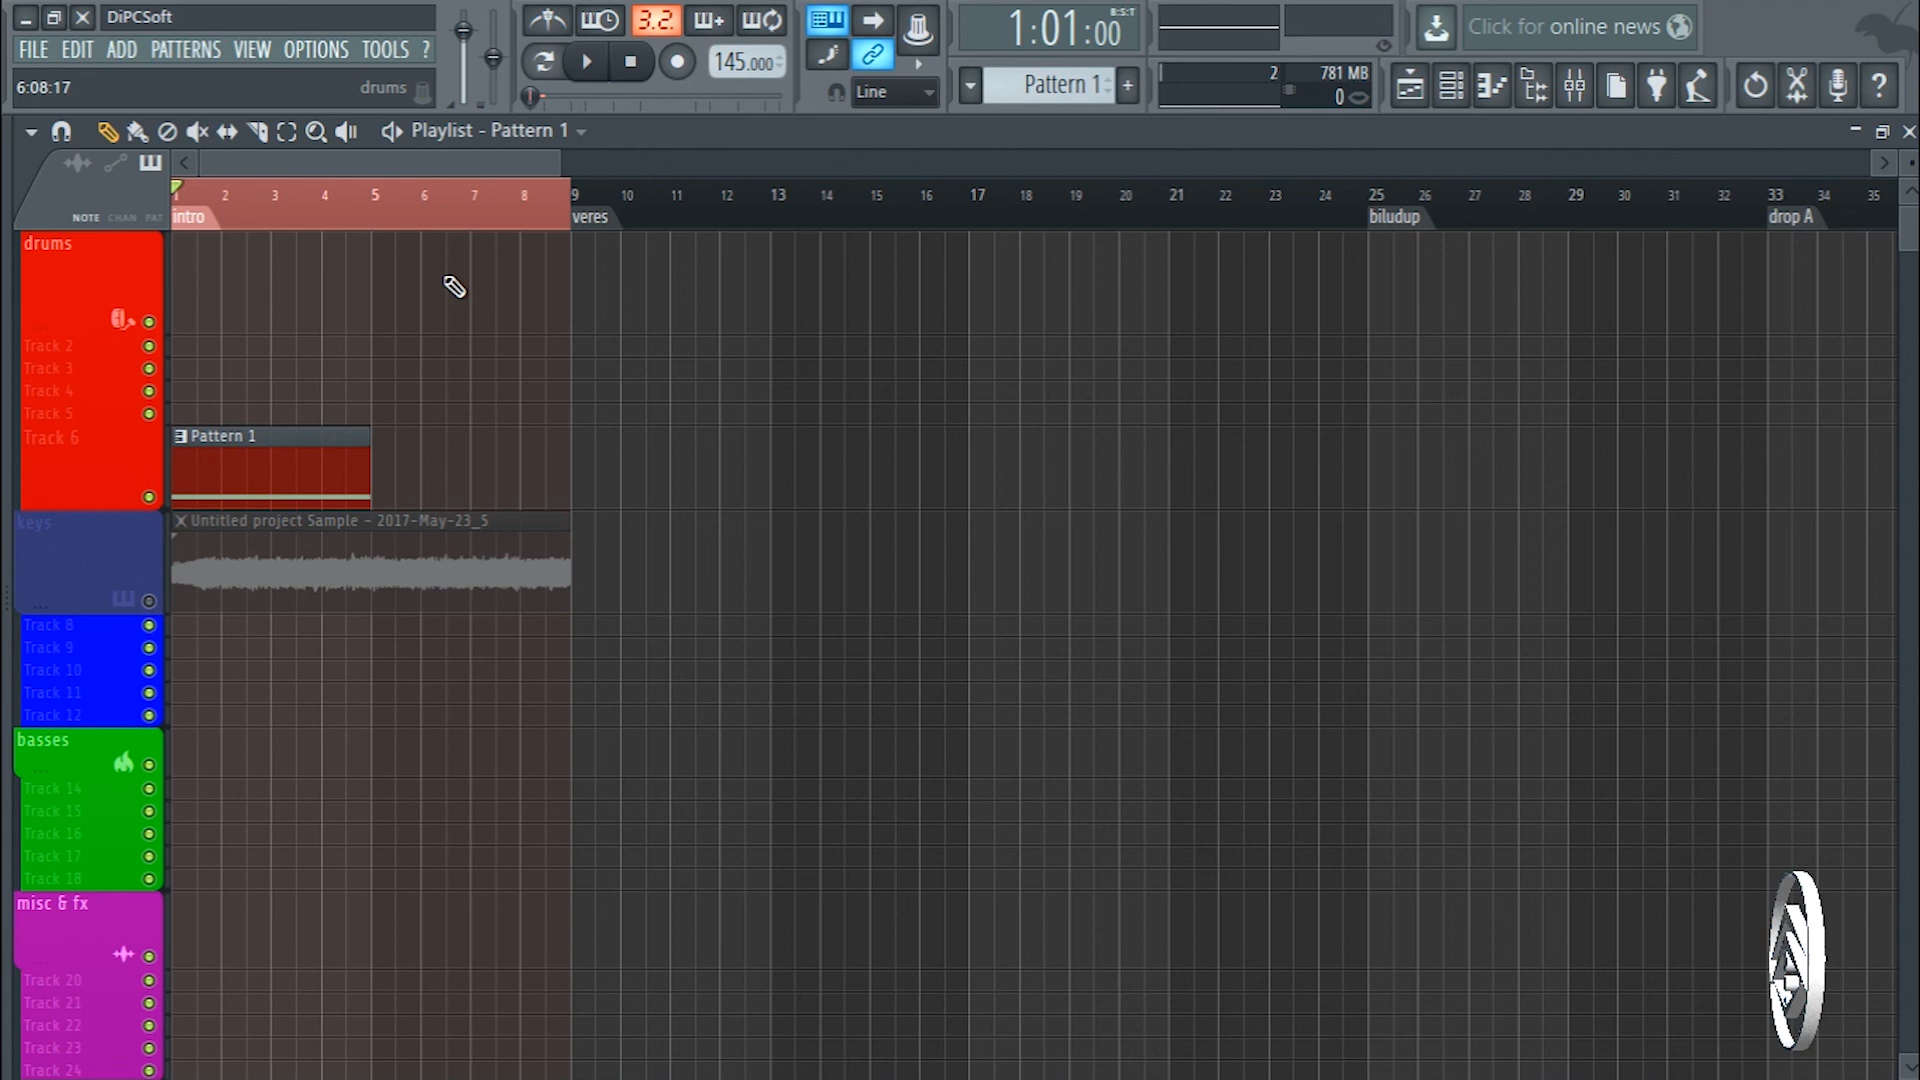 DiPCSoft
FILE EDIT ADD PATTERNS VIEW OPTIONS TOOLS ?
6:08:17 drums
3.2.
145.000
Line
1:01:00
B:S:T
Pattern 1
+
2 781 MB
0
Click for online news
?
Playlist - Pattern 1
NOTE CHAN PAT
1 2 3 4 5 6 7 8 9 10 11 12 13 14 15 16 17 18 19 20 21 22 23 24 25 26 27 28 29 30 31 32 33 34 35
intro veres biludup drop A
drums
Track 2
Track 3
Track 4
Track 5
Track 6
Pattern 1
keys
Untitled project Sample - 2017-May-23_5
Track 8
Track 9
Track 10
Track 11
Track 12
basses
Track 14
Track 15
Track 16
Track 17
Track 18
misc & fx
Track 20
Track 21
Track 22
Track 23
Track 24